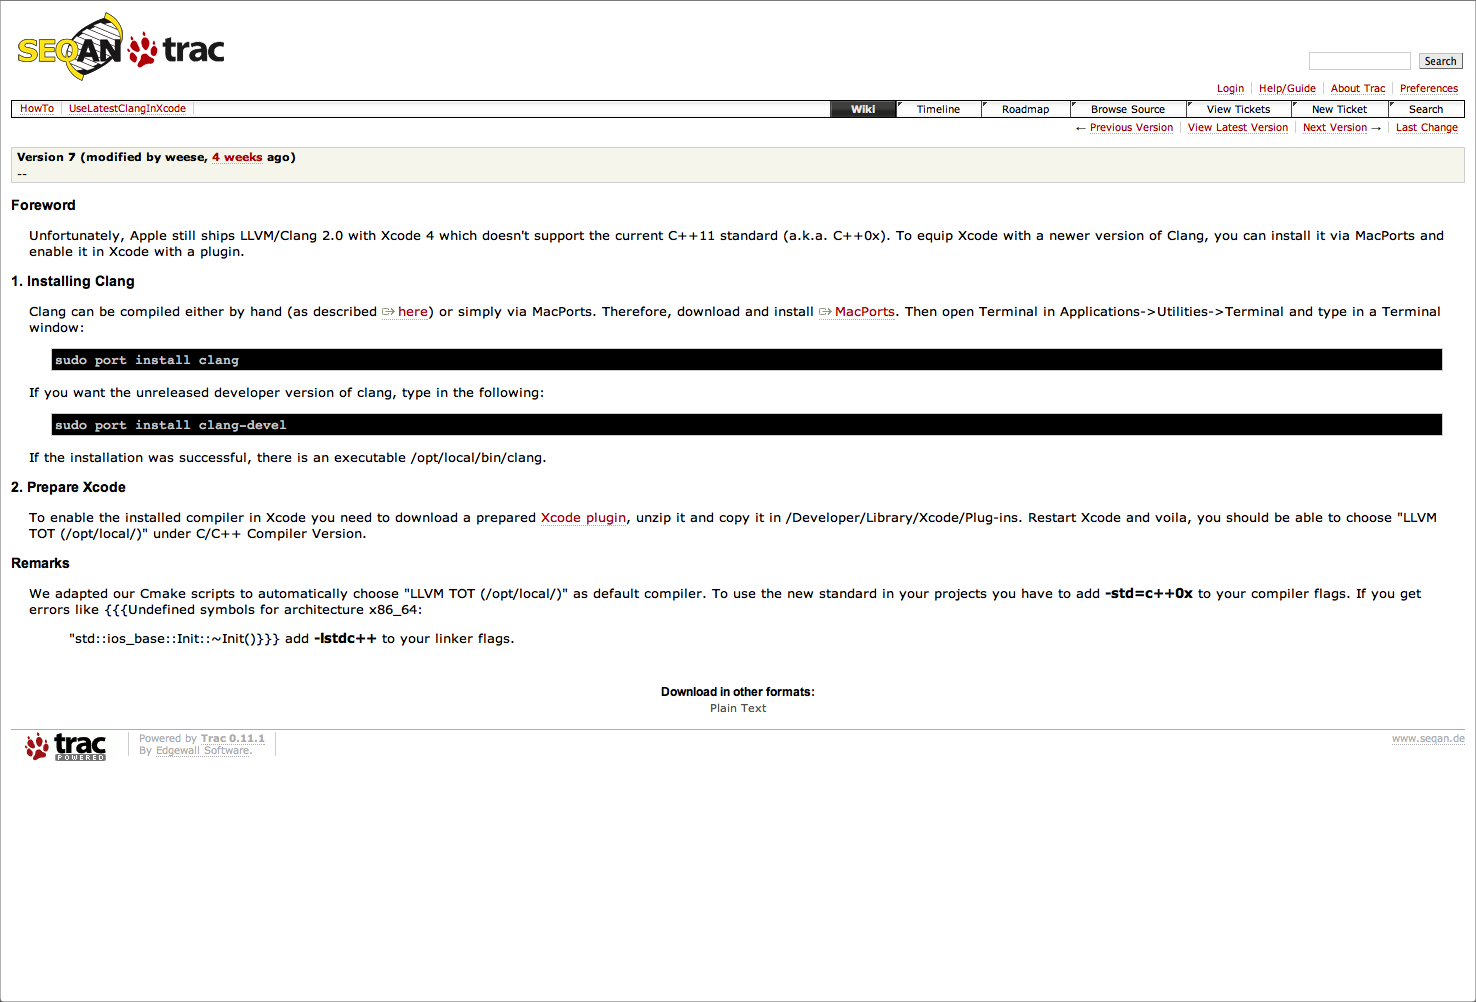 SEQAN trac
Search
Login Help/Guide About Trac Preferences
HowTo UseLatestClangInXcode Wiki Timeline Roadmap Browse Source View Tickets New Ticket Search
← Previous Version View Latest Version Next Version → Last Change
Version 7 (modified by weese, 4 weeks ago)
--
Foreword
Unfortunately, Apple still ships LLVM/Clang 2.0 with Xcode 4 which doesn't support the current C++11 standard (a.k.a. C++0x). To equip Xcode with a newer version of Clang, you can install it via MacPorts and
enable it in Xcode with a plugin.
1. Installing Clang
Clang can be compiled either by hand (as described here) or simply via MacPorts. Therefore, download and install MacPorts. Then open Terminal in Applications->Utilities->Terminal and type in a Terminal
window:
sudo port install clang
If you want the unreleased developer version of clang, type in the following:
sudo port install clang-devel
If the installation was successful, there is an executable /opt/local/bin/clang.
2. Prepare Xcode
To enable the installed compiler in Xcode you need to download a prepared Xcode plugin, unzip it and copy it in /Developer/Library/Xcode/Plug-ins. Restart Xcode and voila, you should be able to choose "LLVM
TOT (/opt/local/)" under C/C++ Compiler Version.
Remarks
We adapted our Cmake scripts to automatically choose "LLVM TOT (/opt/local/)" as default compiler. To use the new standard in your projects you have to add -std=c++0x to your compiler flags. If you get
errors like {{{Undefined symbols for architecture x86_64:
"std::ios_base::Init::~Init()}}} add -lstdc++ to your linker flags.
Download in other formats:
Plain Text
trac POWERED
Powered by Trac 0.11.1
By Edgewall Software.
www.seqan.de